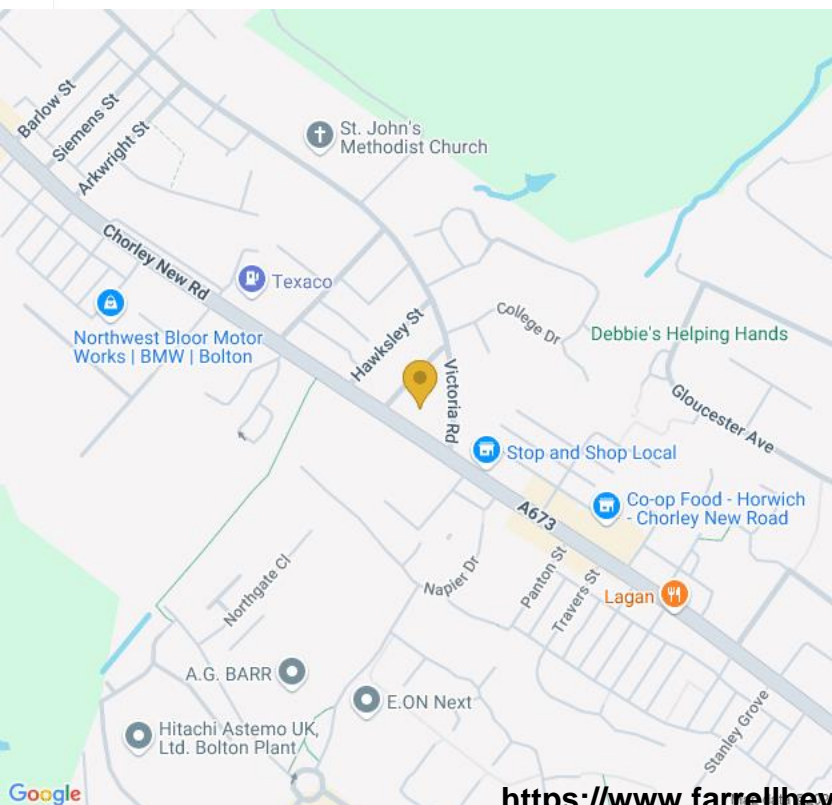 Barlow St
Siemens St
Arkwright St
St. John's
Methodist Church
Chorley New Rd
Texaco
Northwest Bloor Motor
Works | BMW | Bolton
Hawksley St
College Dr
Debbie's Helping Hands
Victoria Rd
Gloucester Ave
Stop and Shop Local
A673
Co-op Food - Horwich
- Chorley New Road
Panton St
Travers St
Lagan
Napier Dr
Northgate Cl
A.G. BARR
E.ON Next
Hitachi Astemo UK,
Ltd. Bolton Plant
Stanley Grove
Google